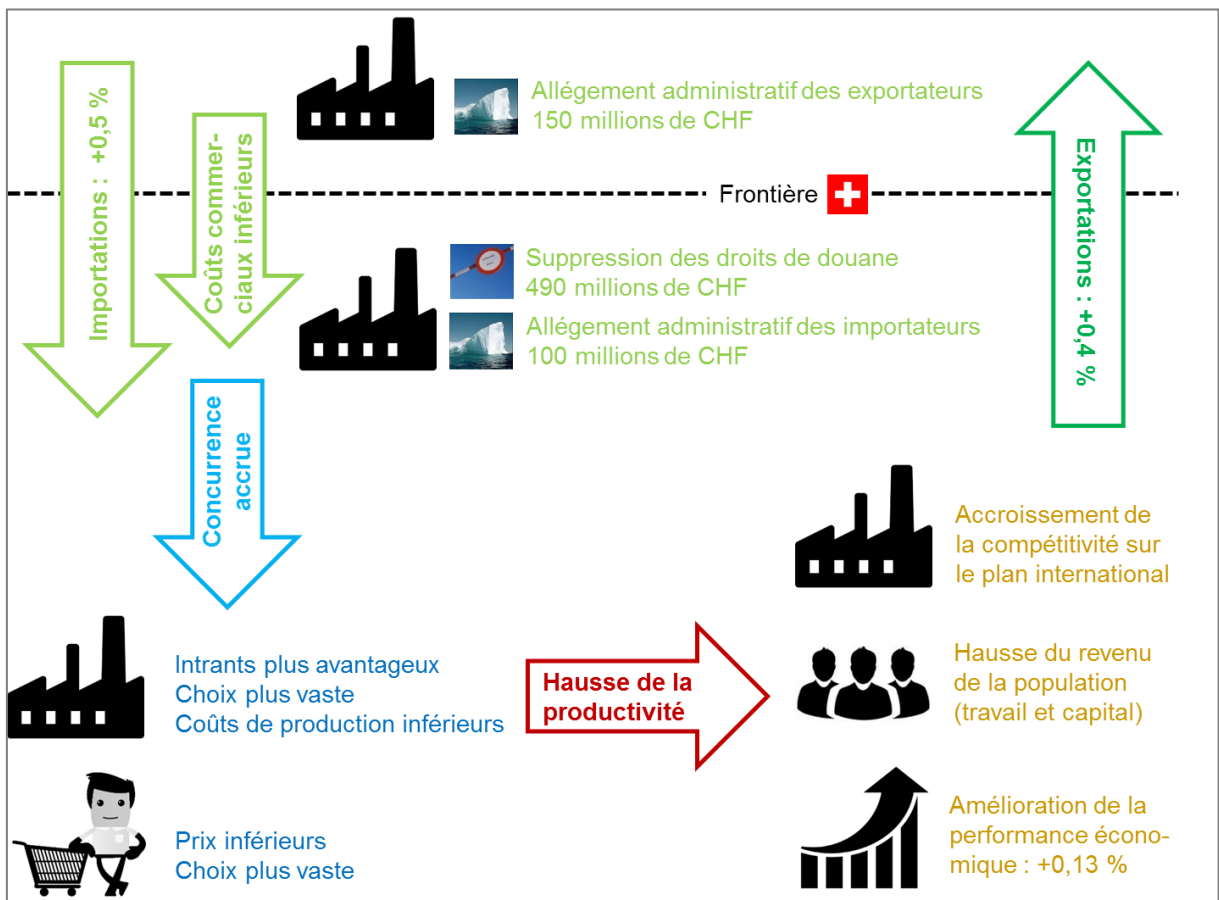 Importations : +0,5 %
Coûts commer-
ciaux inférieurs
Allégement administratif des exportateurs
150 millions de CHF
Frontière
Suppression des droits de douane
490 millions de CHF
Allégement administratif des importateurs
100 millions de CHF
Exportations : +0,4 %
Concurrence
accrue
Intrants plus avantageux
Choix plus vaste
Coûts de production inférieurs
Prix inférieurs
Choix plus vaste
Hausse de la
productivité
Accroissement de
la compétitivité sur
le plan international
Hausse du revenu
de la population
(travail et capital)
Amélioration de la
performance écono-
mique : +0,13 %